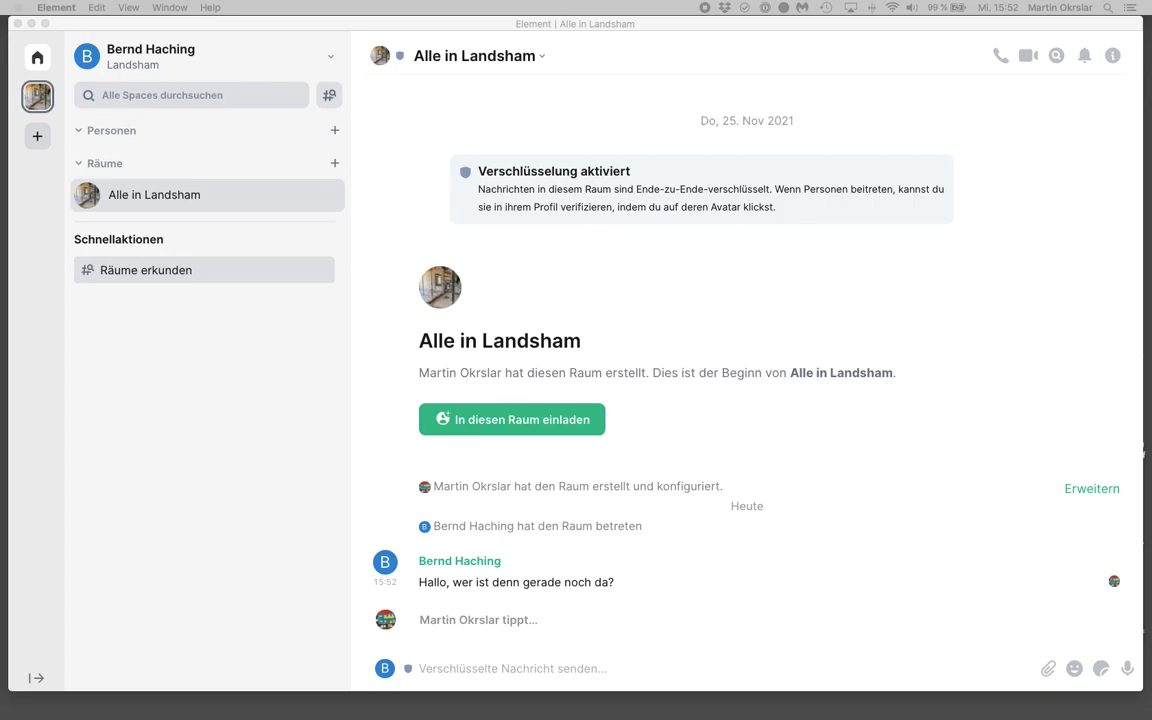 Element Edit View Window Help 99 % Mi. 15:52 Martin Okrslar
Element | Alle in Landsham
B Bernd Haching
Landsham
Alle Spaces durchsuchen
Personen
Räume
Alle in Landsham
Schnellaktionen
Räume erkunden
Alle in Landsham
Do, 25. Nov 2021
Verschlüsselung aktiviert
Nachrichten in diesem Raum sind Ende-zu-Ende-verschlüsselt. Wenn Personen beitreten, kannst du
sie in ihrem Profil verifizieren, indem du auf deren Avatar klickst.
Alle in Landsham
Martin Okrslar hat diesen Raum erstellt. Dies ist der Beginn von Alle in Landsham.
In diesen Raum einladen
Martin Okrslar hat den Raum erstellt und konfiguriert. Erweitern
Heute
B Bernd Haching hat den Raum betreten
B Bernd Haching
15:52 Hallo, wer ist denn gerade noch da?
Martin Okrslar tippt...
B Verschlüsselte Nachricht senden...